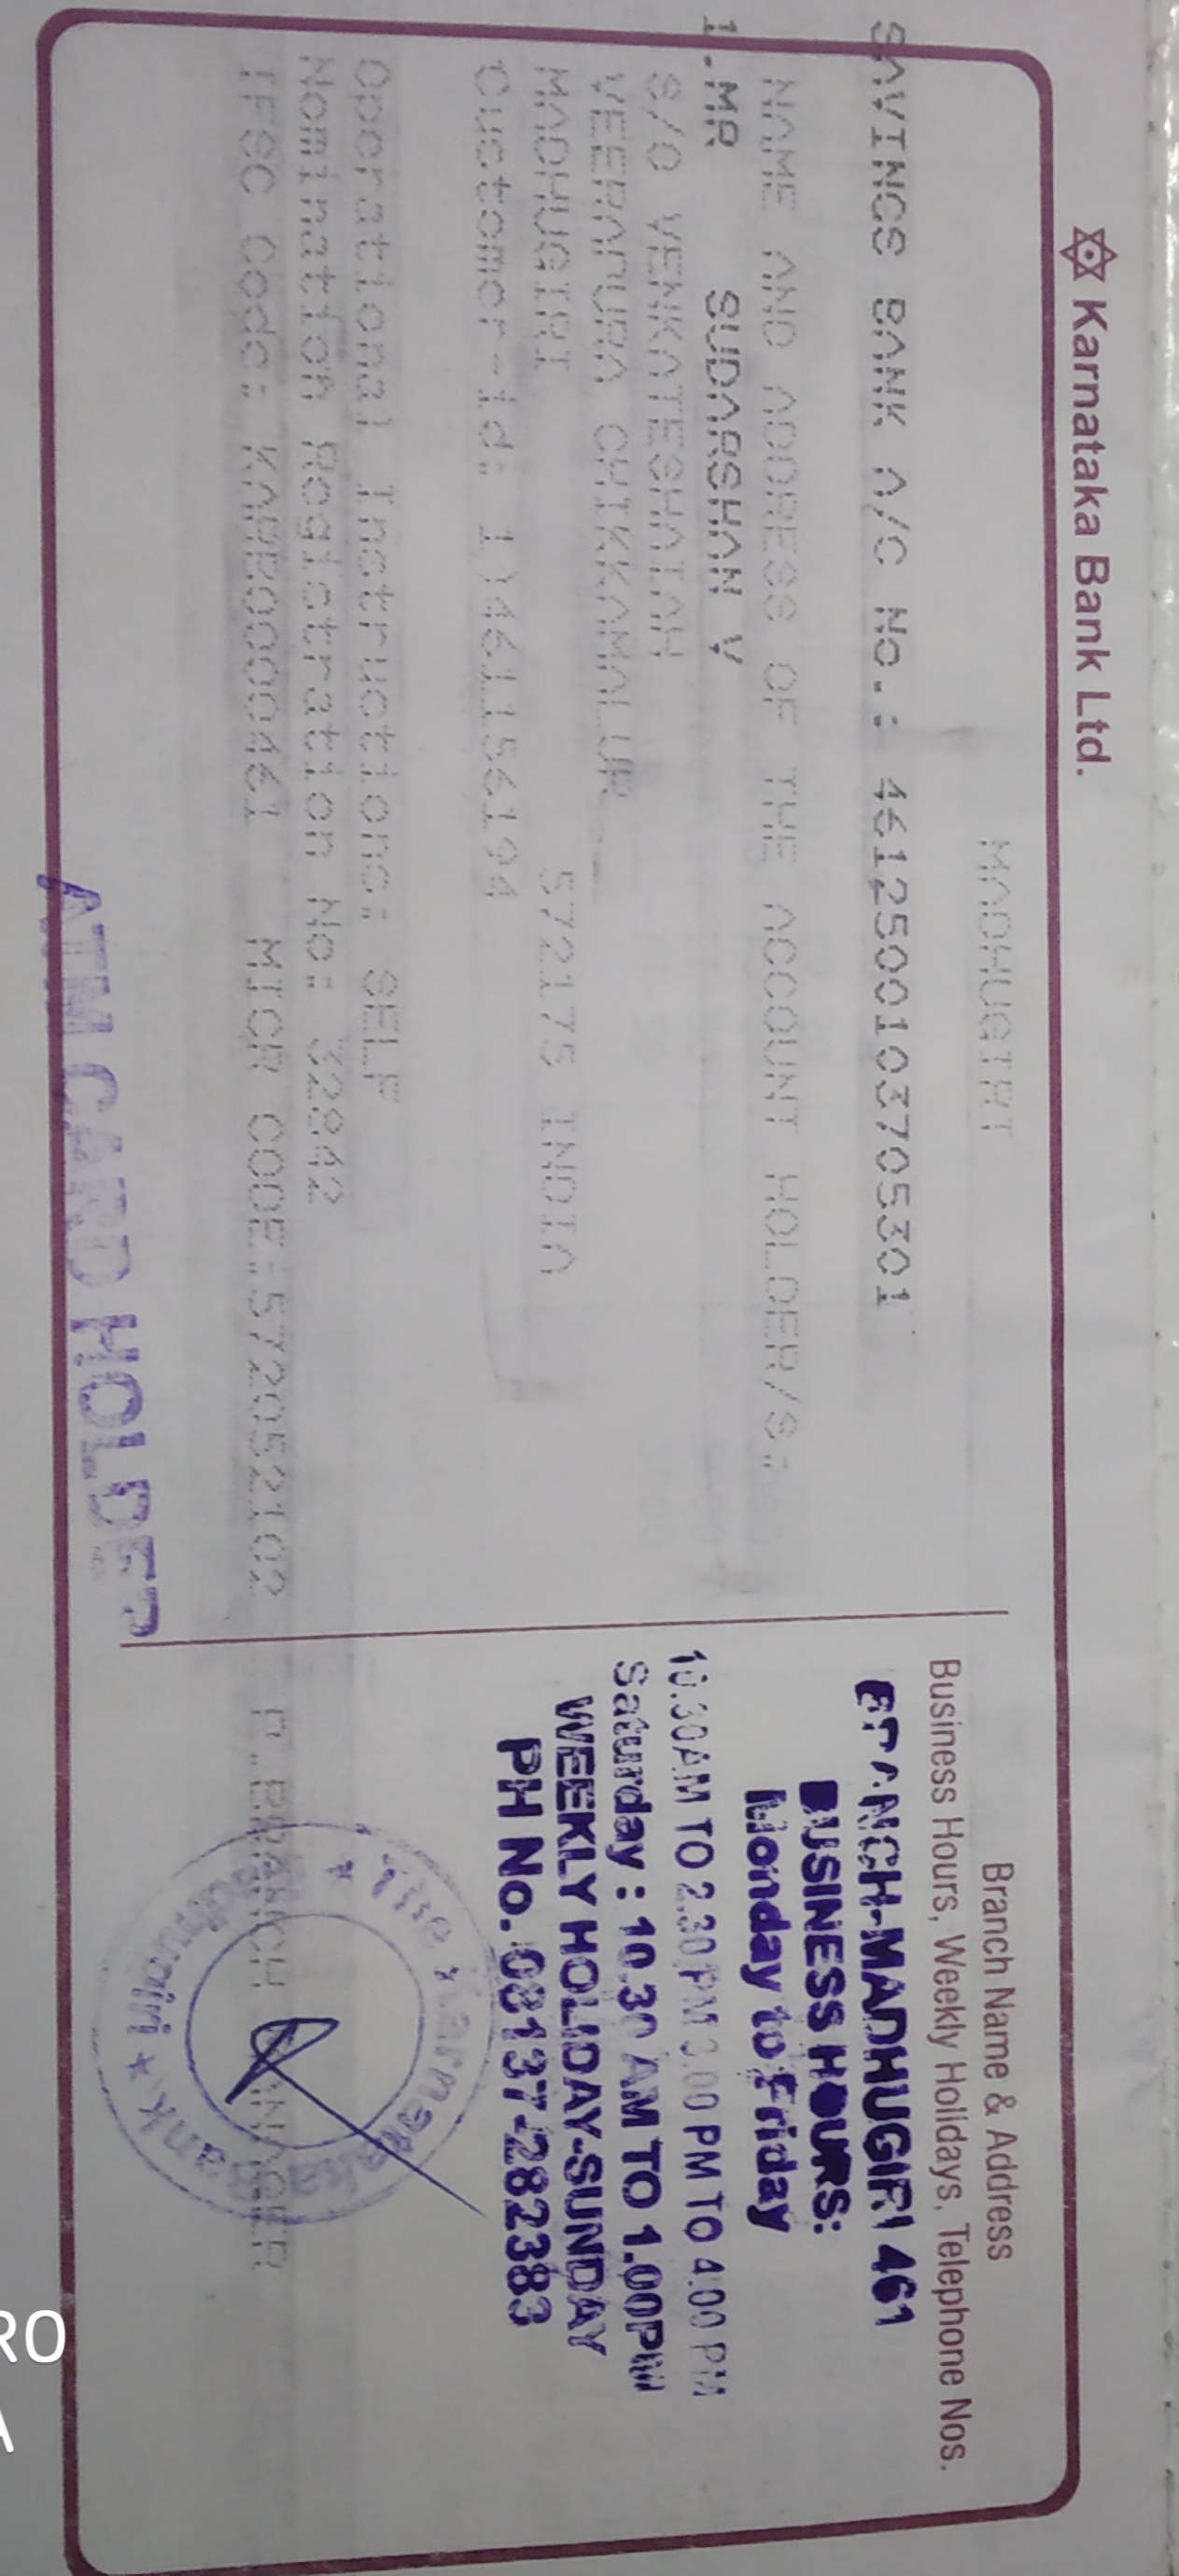 Karnataka Bank Ltd.
MADHUGIRI
SAVINGS BANK A/C No.: 4612500103705301
NAME AND ADDRESS OF THE ACCOUNT HOLDER/S:
1.MR SUDARSHAN V
S/O VENKATESHAIAH
VEERAPURA CHIKKAMALUR
MADHUGIRI 572175 INDIA
Customer-id:
Operational Instructions: SELF
Nomination Registration No: 32842
IFSC Code: KARB0000461 MICR CODE:572052102
ATM CARD HOLDER
Branch Name & Address
Business Hours, Weekly Holidays, Telephone Nos.
BRANCH-MADHUGIRI 461
BUSINESS HOURS:
Monday to Friday
10.30AM TO 2.30 PM 3.00 PM TO 4.00 PM
Saturday : 10.30 AM TO 1.00PM
WEEKLY HOLIDAY-SUNDAY
PH No. 08137-282383
BRANCH MANAGER
The Karnataka Bank
Madhugiri
RO
A